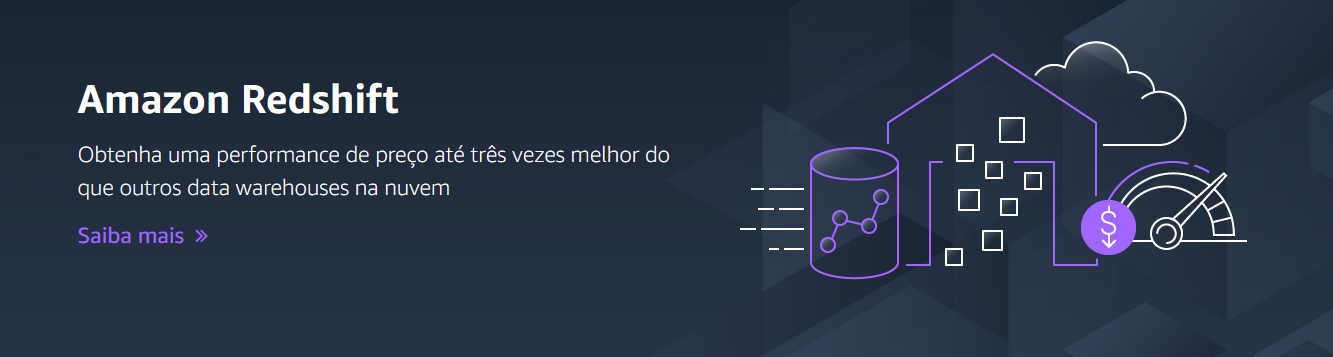 Amazon Redshift
Obtenha uma performance de preço até três vezes melhor do
que outros data warehouses na nuvem
Saiba mais »